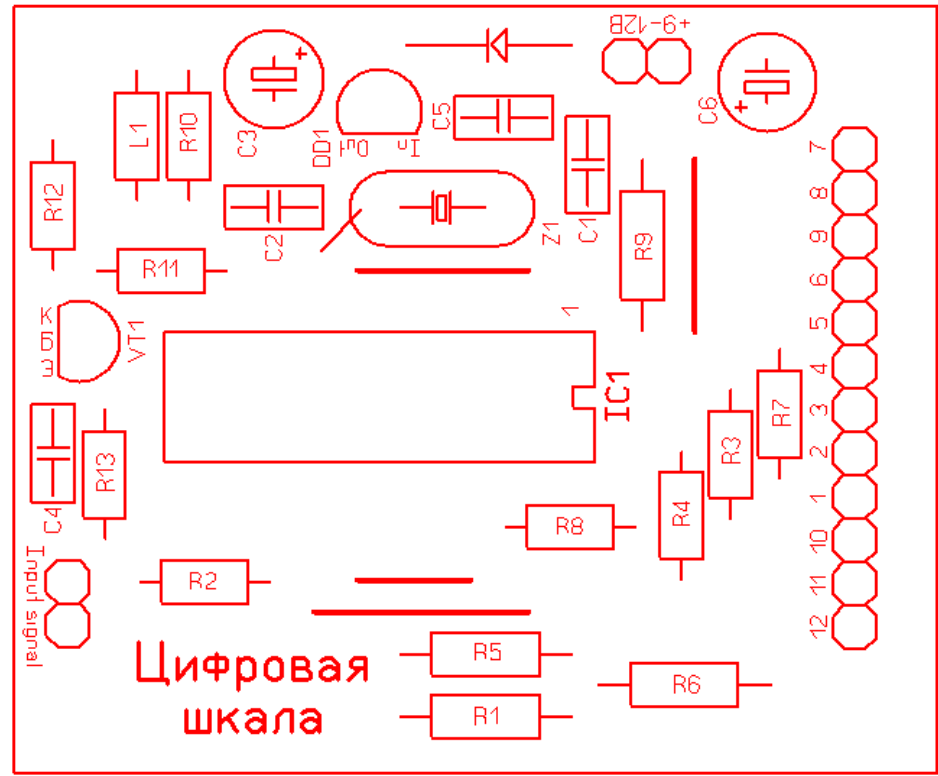 +9-12В
C3
C6
L1
R10
DD1
Out
In
C5
7
R12
C2
Z1
C1
R9
8
9
R11
6
1
5
К
Б
Э
VT1
4
IC1
R7
3
R3
2
R13
C4
R4
1
R8
10
Input signal
R2
11
12
Цифровая
шкала
R5
R6
R1